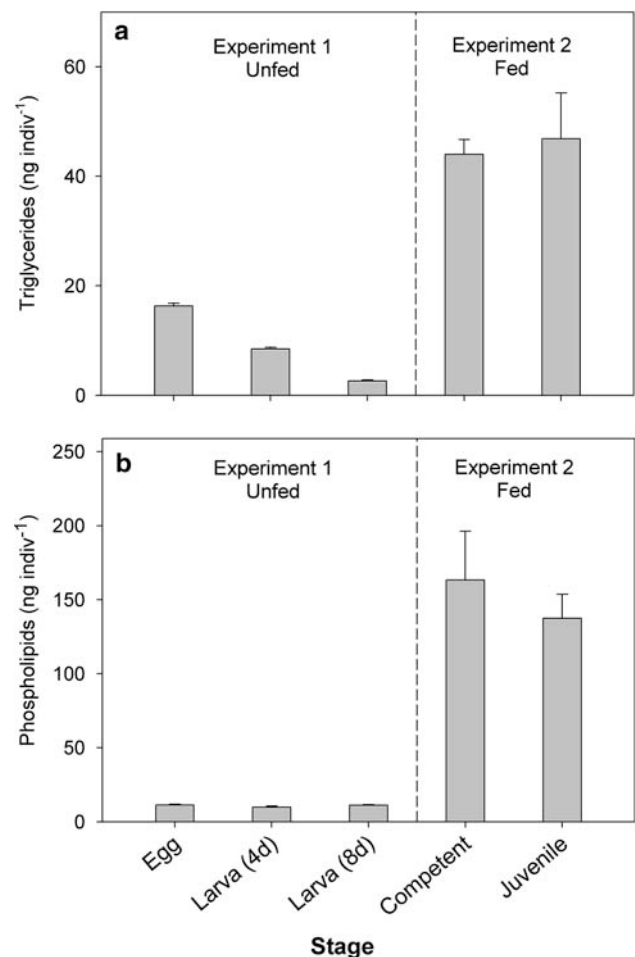 a
Experiment 1
Unfed
Experiment 2
Fed
Triglycerides (ng indiv⁻¹)
60
40
20
0
b
Experiment 1
Unfed
Experiment 2
Fed
Phospholipids (ng indiv⁻¹)
250
200
150
100
50
0
Egg
Larva (4d)
Larva (8d)
Competent
Juvenile
Stage